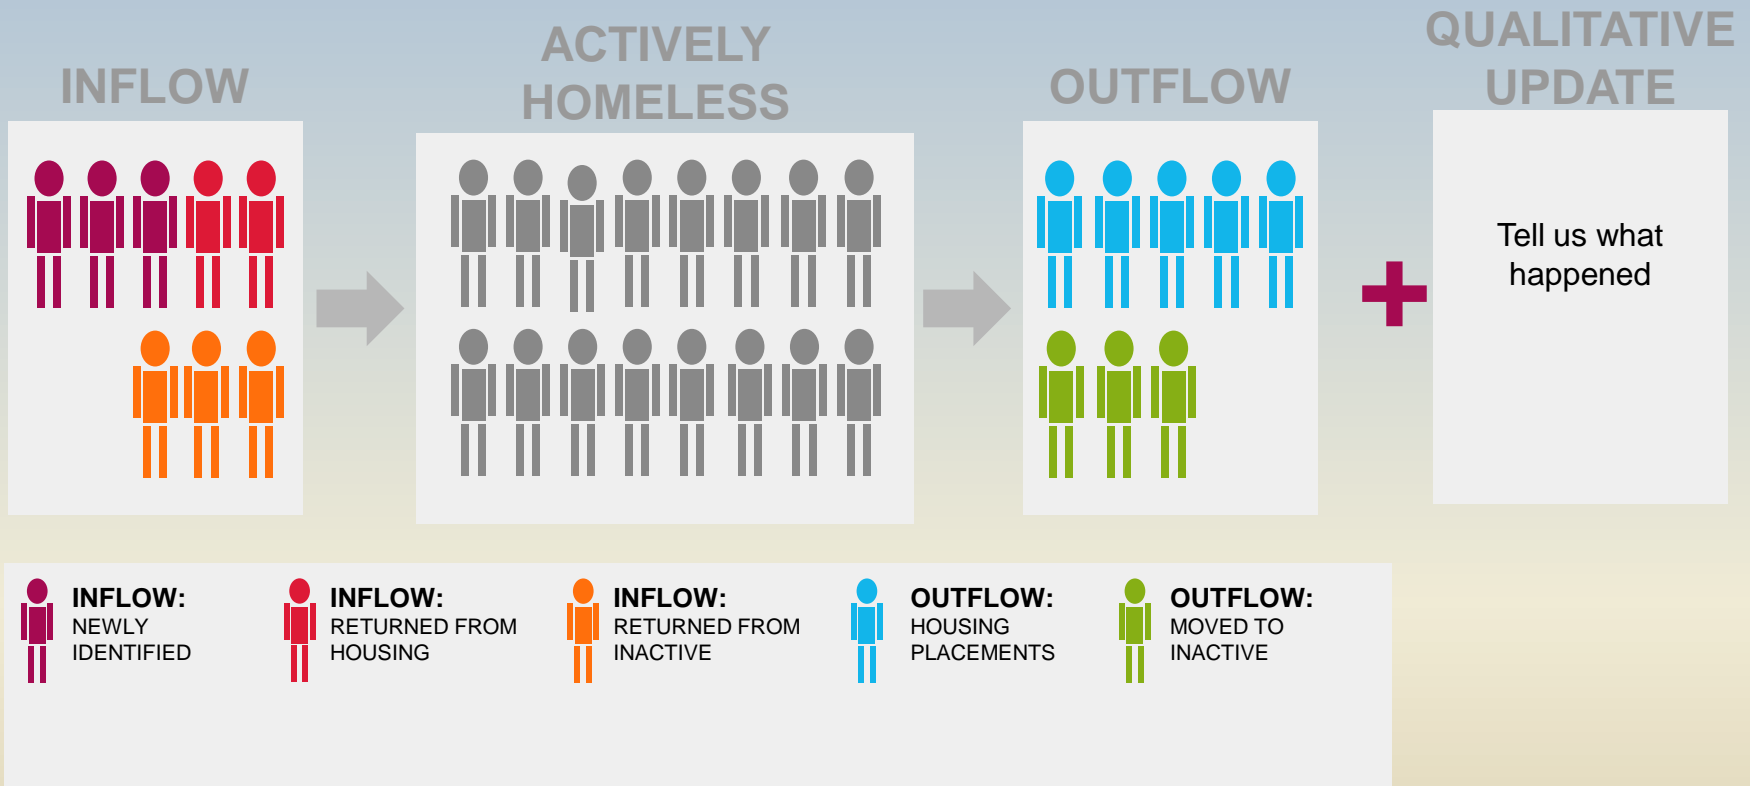 INFLOW
ACTIVELY
HOMELESS
OUTFLOW
QUALITATIVE
UPDATE
Tell us what
happened
INFLOW:
NEWLY
IDENTIFIED
INFLOW:
RETURNED FROM
HOUSING
INFLOW:
RETURNED FROM
INACTIVE
OUTFLOW:
HOUSING
PLACEMENTS
OUTFLOW:
MOVED TO
INACTIVE